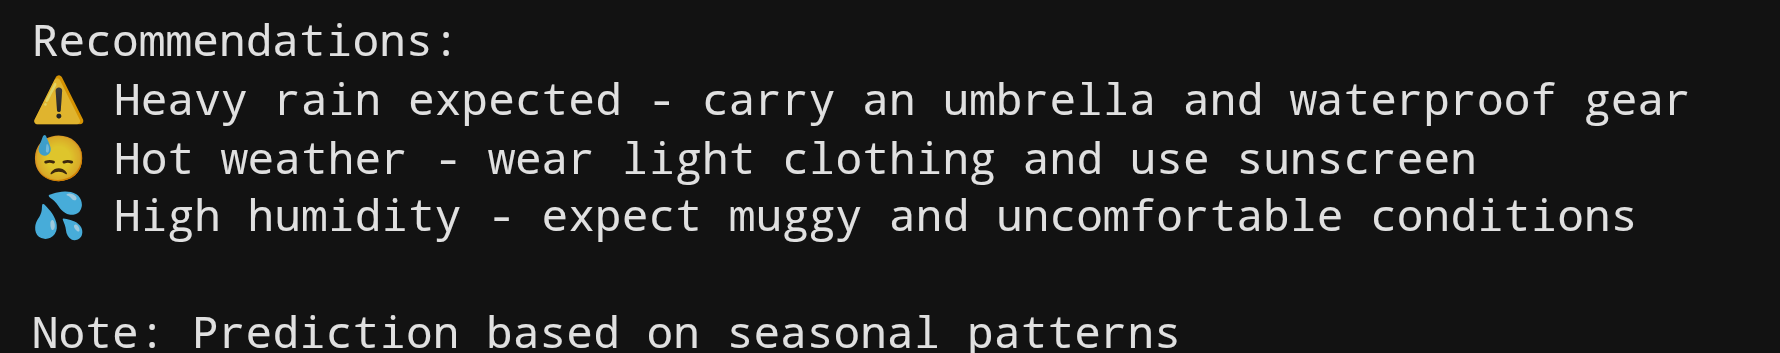 Recommendations:
⚠️ Heavy rain expected - carry an umbrella and waterproof gear
😓 Hot weather - wear light clothing and use sunscreen
💦 High humidity - expect muggy and uncomfortable conditions
Note: Prediction based on seasonal patterns